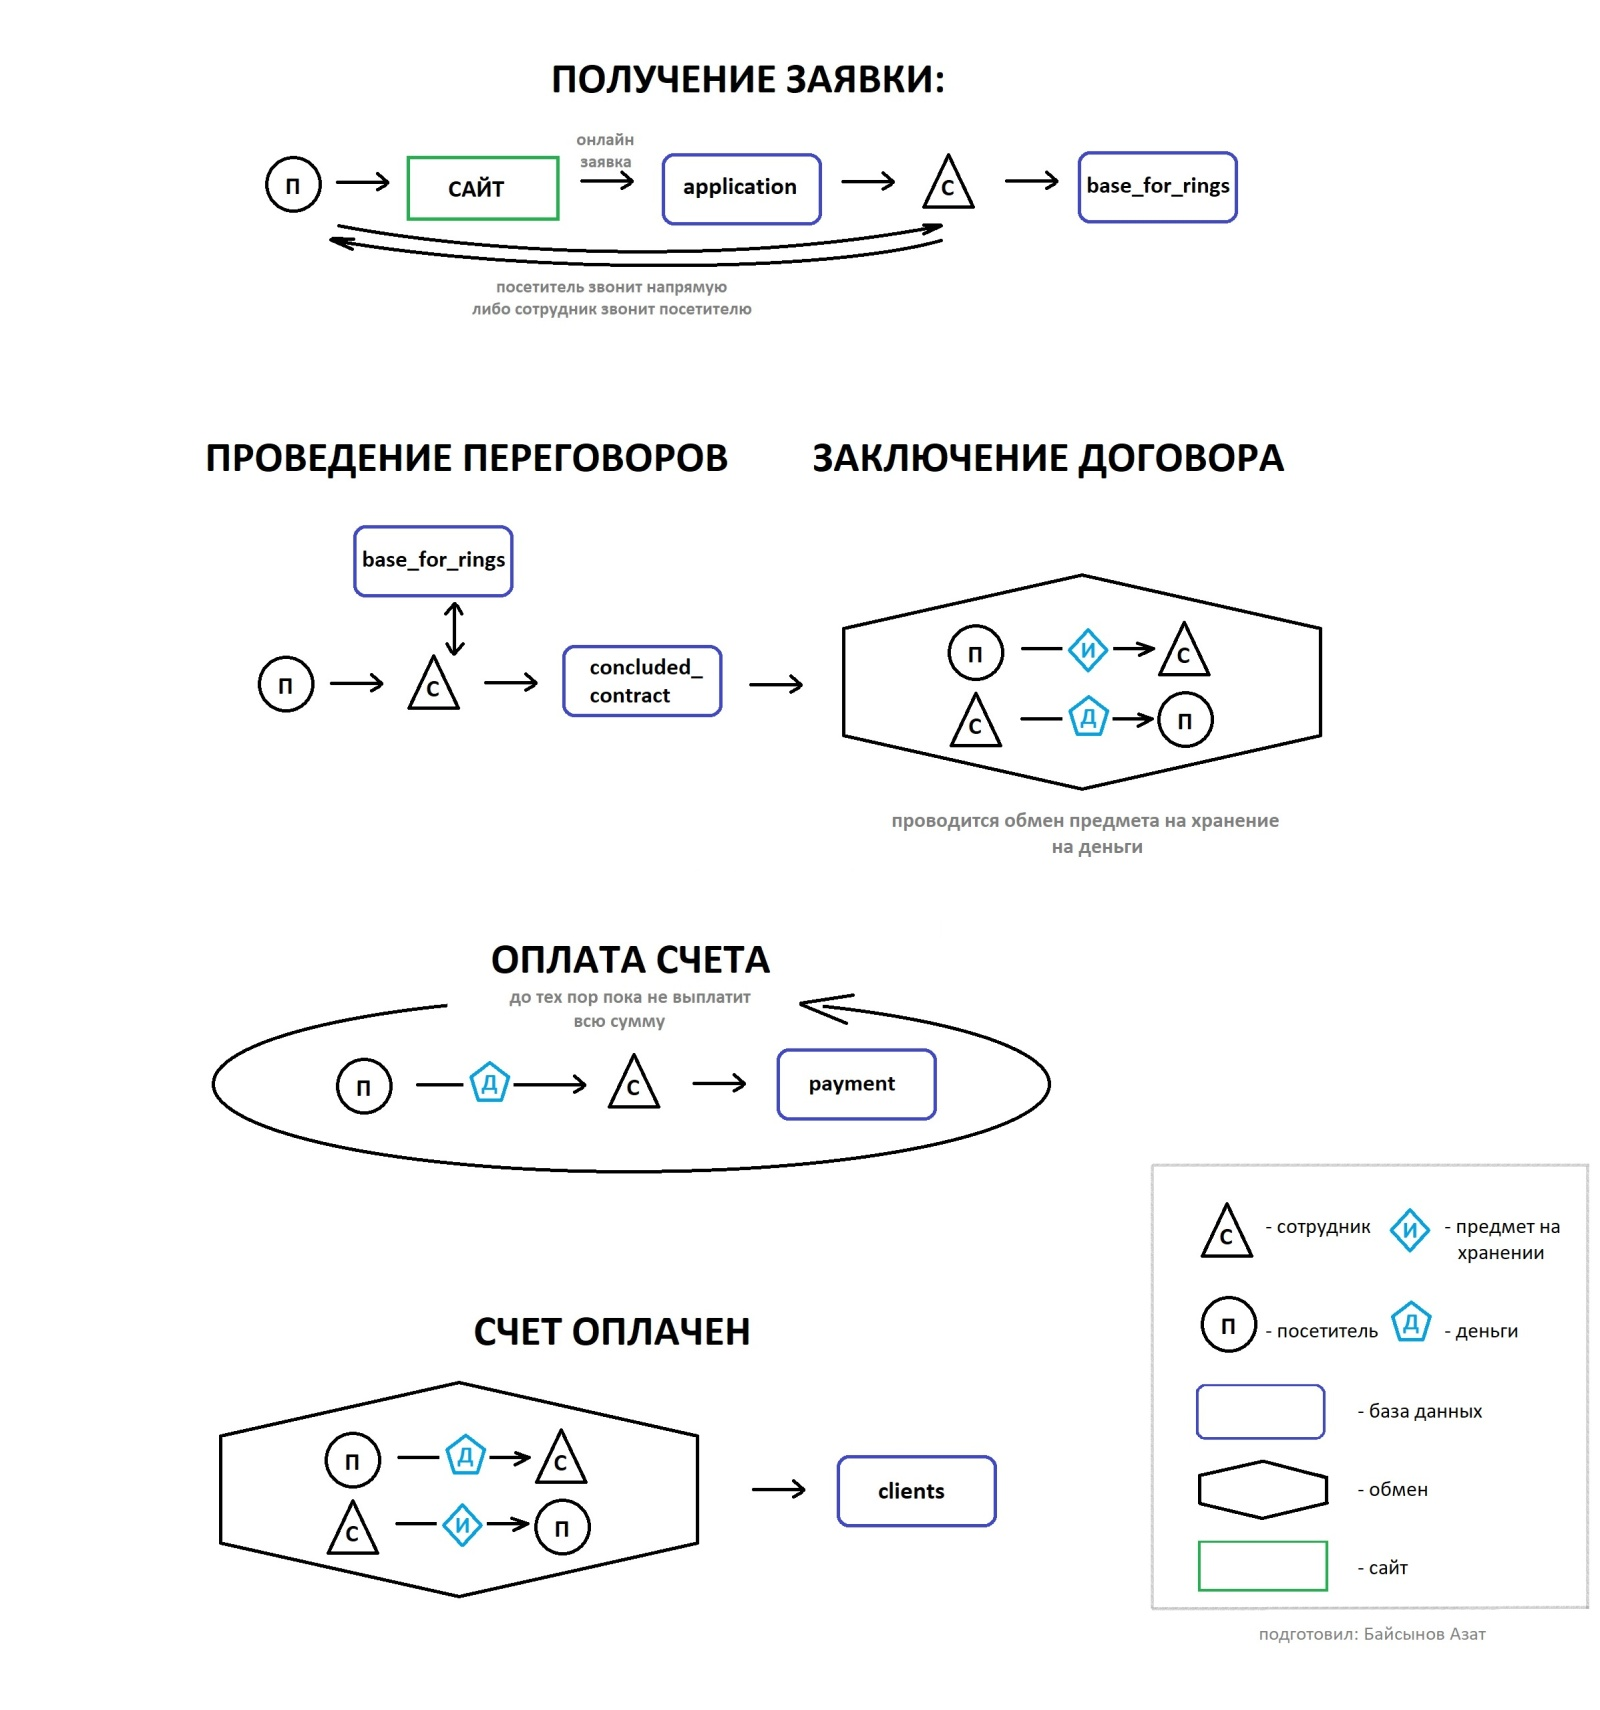 ПОЛУЧЕНИЕ ЗАЯВКИ:
онлайн
заявка
П
САЙТ
application
С
base_for_rings
посетитель звонит напрямую
либо сотрудник звонит посетителю
ПРОВЕДЕНИЕ ПЕРЕГОВОРОВ
base_for_rings
П
С
concluded_
contract
ЗАКЛЮЧЕНИЕ ДОГОВОРА
П
И
С
С
Д
П
проводится обмен предмета на хранение
на деньги
ОПЛАТА СЧЕТА
до тех пор пока не выплатит
всю сумму
П
Д
С
payment
СЧЕТ ОПЛАЧЕН
П
Д
С
С
И
П
clients
С
- сотрудник
И
- предмет на
хранении
П
- посетитель
Д
- деньги
- база данных
- обмен
- сайт
подготовил: Байсынов Азат